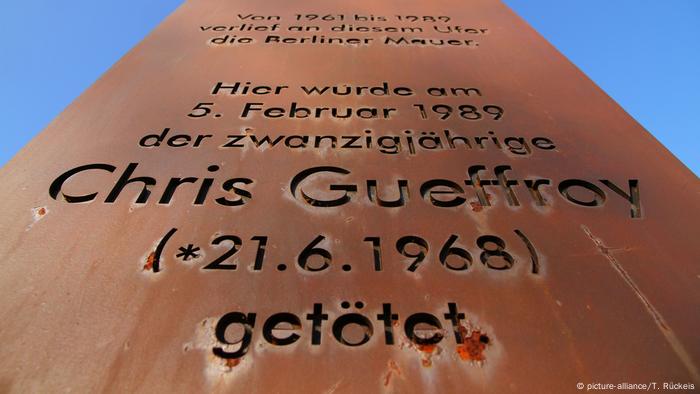 Von 1961 bis 1989
verlief an diesem Ufer
die Berliner Mauer.
Hier wurde am
5. Februar 1989
der zwanzigjährige
Chris Gueffroy
(*21.6.1968)
getötet
© picture-alliance/T. Rückeis